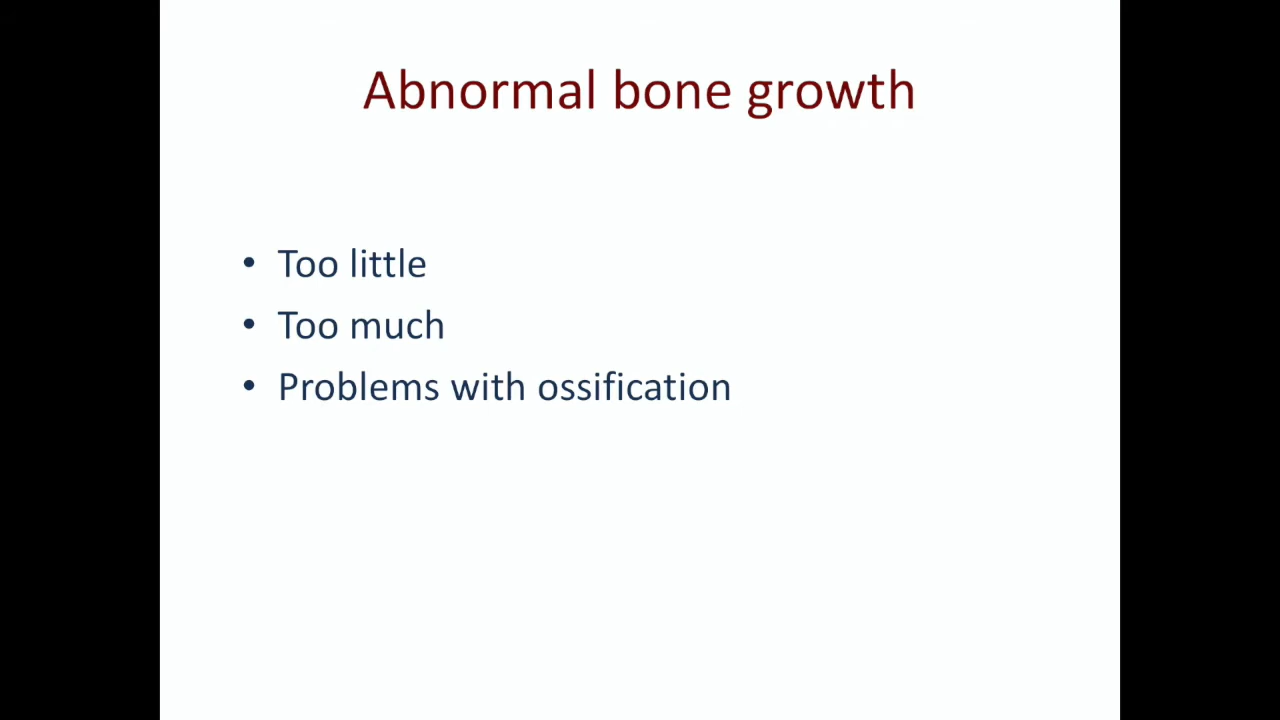 Abnormal bone growth
• Too little
• Too much
• Problems with ossification